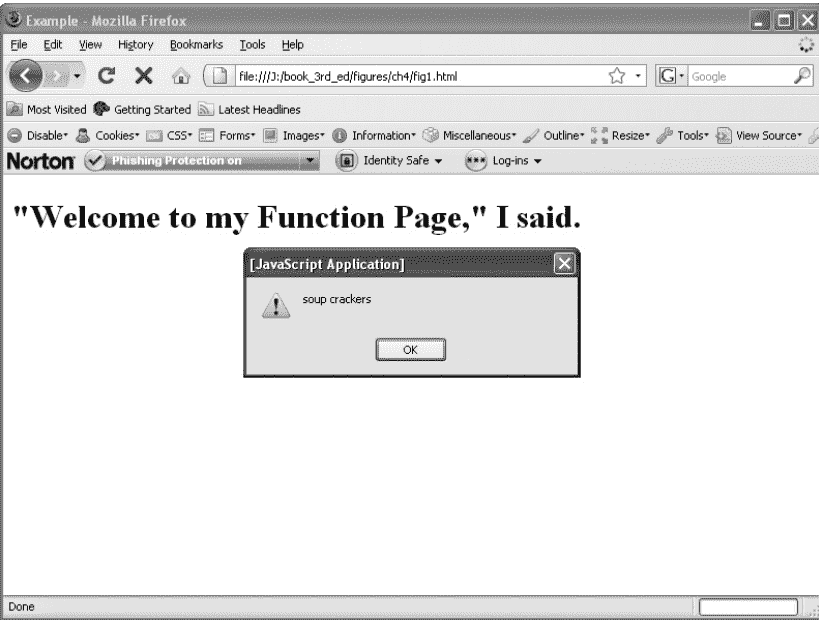 Example - Mozilla Firefox
File Edit View History Bookmarks Tools Help
file:///J:/book_3rd_ed/figures/ch4/fig1.html G Google
Most Visited Getting Started Latest Headlines
Disable Cookies CSS Forms Images Information Miscellaneous Outline Resize Tools View Source
Norton Phishing Protection on Identity Safe Log-ins
"Welcome to my Function Page," I said.
[JavaScript Application]
soup crackers
OK
Done